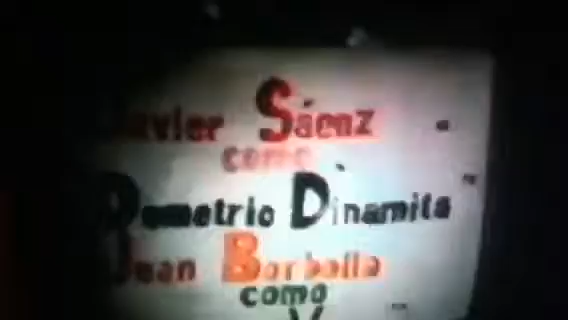 Javier Sáenz
como
Demetrio Dinamita
Juan Borbolla
como